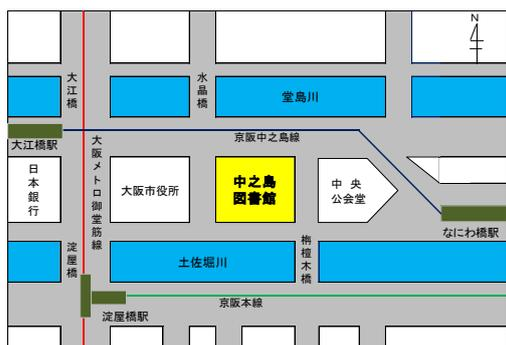 N
大江橋
水晶橋
堂島川
大江橋駅
京阪中之島線
大阪メトロ御堂筋線
日本銀行
大阪市役所
中之島
図書館
中 央
公会堂
なにわ橋駅
淀屋橋
土佐堀川
栴檀木橋
京阪本線
淀屋橋駅